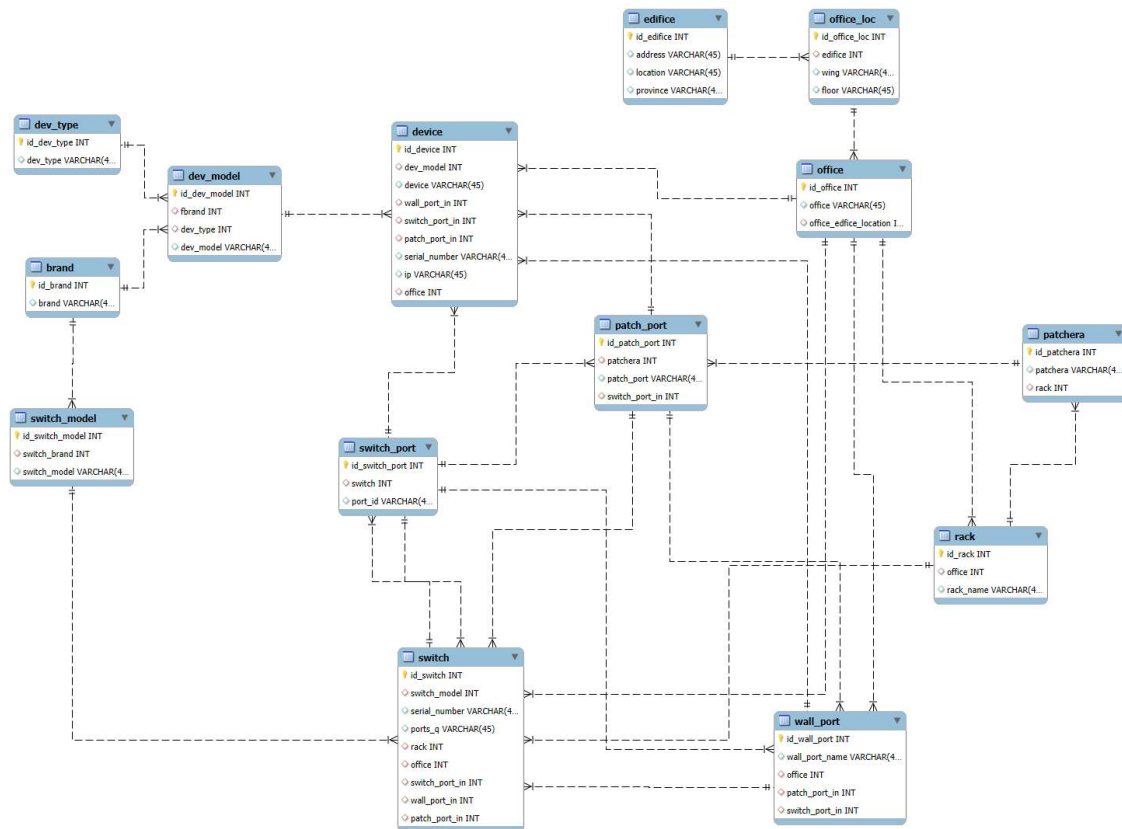 edifice
id_edifice INT
address VARCHAR(45)
location VARCHAR(45)
province VARCHAR(4...
office_loc
id_office_loc INT
edifice INT
wing VARCHAR(4...
floor VARCHAR(45)
dev_type
id_dev_type INT
dev_type VARCHAR(4...
dev_model
id_dev_model INT
fbrand INT
dev_type INT
dev_model VARCHAR(4...
device
id_device INT
dev_model INT
device VARCHAR(45)
wall_port_in INT
switch_port_in INT
patch_port_in INT
serial_number VARCHAR(4...
ip VARCHAR(45)
office INT
office
id_office INT
office VARCHAR(45)
office_edfice_location I...
brand
id_brand INT
brand VARCHAR(4...
patch_port
id_patch_port INT
patchera INT
patch_port VARCHAR(4...
switch_port_in INT
patchera
id_patchera INT
patchera VARCHAR(4...
rack INT
switch_model
id_switch_model INT
switch_brand INT
switch_model VARCHAR(4...
switch_port
id_switch_port INT
switch INT
port_id VARCHAR(4...
rack
id_rack INT
office INT
rack_name VARCHAR(4...
switch
id_switch INT
switch_model INT
serial_number VARCHAR(4...
ports_q VARCHAR(45)
rack INT
office INT
switch_port_in INT
wall_port_in INT
patch_port_in INT
wall_port
id_wall_port INT
wall_port_name VARCHAR(4...
office INT
patch_port_in INT
switch_port_in INT